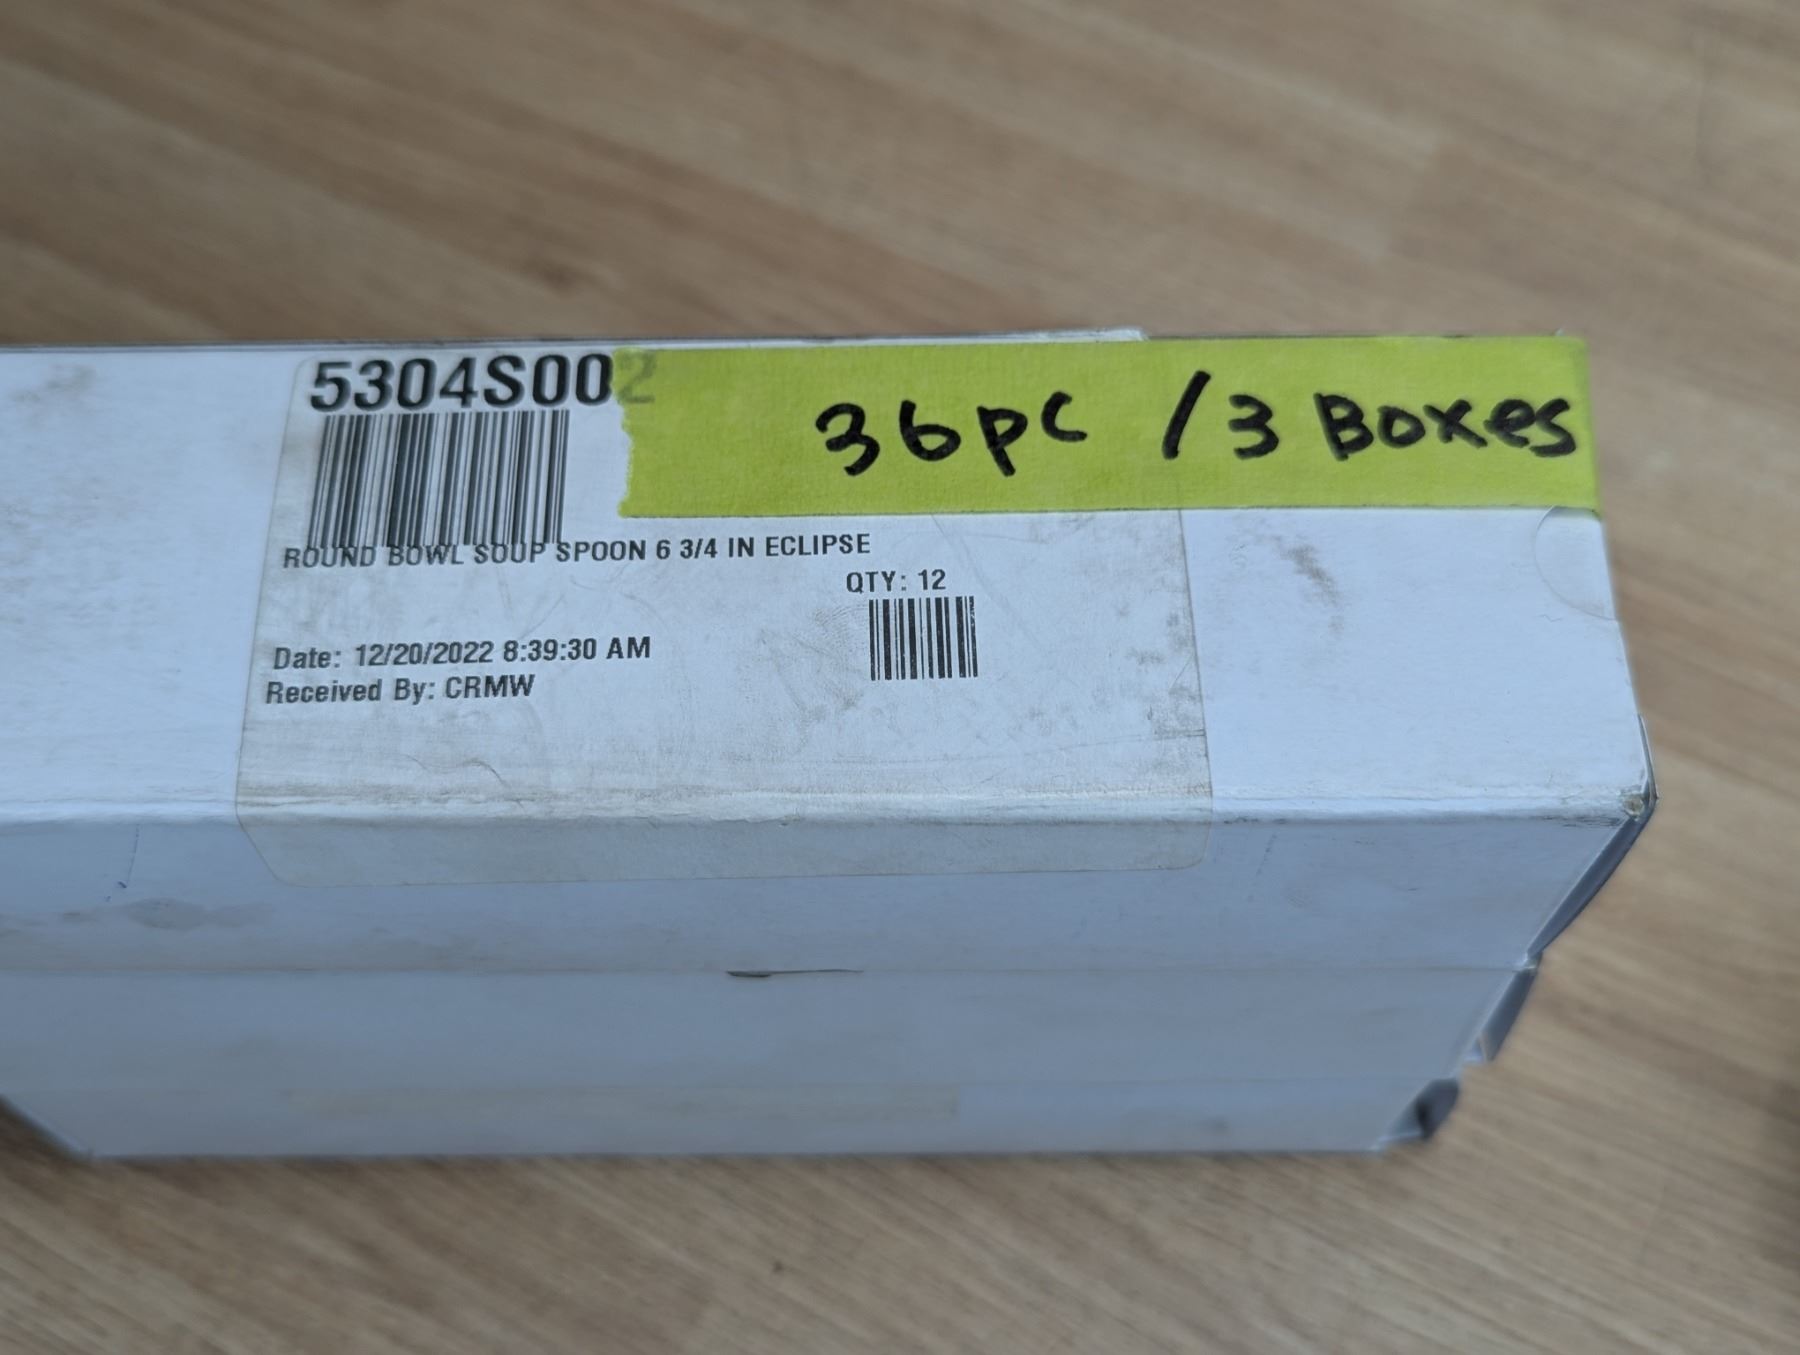 5304S002
36pc / 3 Boxes
ROUND BOWL SOUP SPOON 6 3/4 IN ECLIPSE
QTY: 12
Date: 12/20/2022 8:39:30 AM
Received By: CRMW